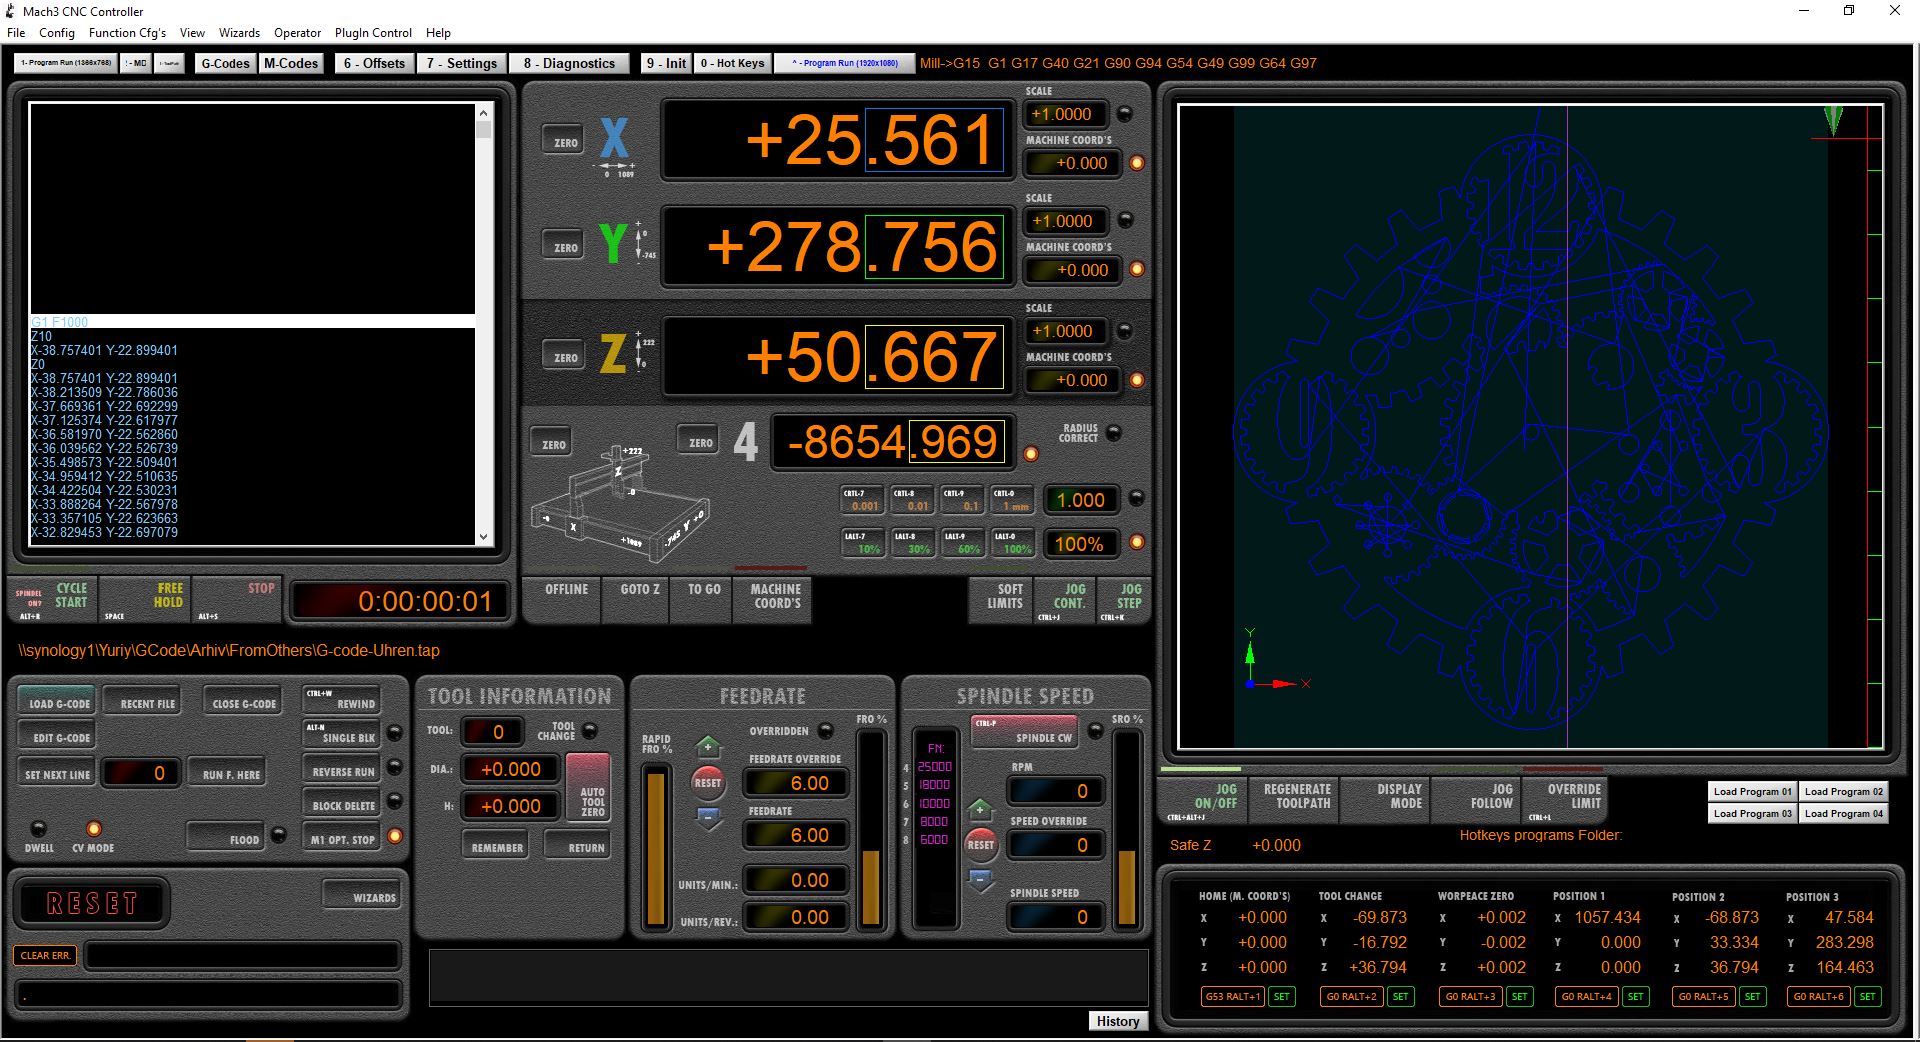 Mach3 CNC Controller
File Config Function Cfg's View Wizards Operator PlugIn Control Help
1- Program Run (1366x768)
G-Codes M-Codes 6 - Offsets 7 - Settings 8 - Diagnostics 9 - Init 0 - Hot Keys ^ - Program Run (1920x1080) Mill->G15 G1 G17 G40 G21 G90 G94 G54 G49 G99 G64 G97
G1 F1000
Z10
X-38.757401 Y-22.899401
Z0
X-38.757401 Y-22.899401
X-38.213509 Y-22.786036
X-37.669361 Y-22.692299
X-37.125374 Y-22.617977
X-36.581970 Y-22.562860
X-36.039562 Y-22.526739
X-35.498573 Y-22.509401
X-34.959412 Y-22.510635
X-34.422504 Y-22.530231
X-33.888264 Y-22.567978
X-33.357105 Y-22.623663
X-32.829453 Y-22.697079
SPINDEL ON? CYCLE START ALT+R
FREE HOLD SPACE
STOP ALT+S
0:00:00:01
\\synology1\Yuriy\GCode\Arhiv\FromOthers\G-code-Uhren.tap
ZERO X - + 0 1089 +25.561
SCALE
+1.0000
MACHINE COORD'S
+0.000
ZERO Y + 0 -745 - +278.756
SCALE
+1.0000
MACHINE COORD'S
+0.000
ZERO Z + 222 0 - +50.667
SCALE
+1.0000
MACHINE COORD'S
+0.000
ZERO ZERO 4 -8654.969
RADIUS CORRECT
+222
Z
-0
-0 X +1089 -745 Y +0
CRTL-7 0.001 CRTL-8 0.01 CRTL-9 0.1 CRTL-0 1 mm 1.000
LALT-7 10% LALT-8 30% LALT-9 60% LALT-0 100% 100%
OFFLINE GOTO Z TO GO MACHINE COORD'S
SOFT LIMITS
JOG CONT. CTRL+J
JOG STEP CTRL+K
12
3
6
9
Y
X
LOAD G-CODE RECENT FILE CLOSE G-CODE CTRL+W REWIND
EDIT G-CODE ALT-N SINGLE BLK
SET NEXT LINE 0 RUN F. HERE REVERSE RUN
BLOCK DELETE
DWELL CV MODE FLOOD M1 OPT. STOP
RESET WIZARDS
CLEAR ERR.
.
TOOL INFORMATION
TOOL: 0 TOOL CHANGE
DIA.: +0.000
H: +0.000
AUTO TOOL ZERO
REMEMBER RETURN
FEEDRATE
OVERRIDDEN FRO %
RAPID FRO %
+
RESET
-
FEEDRATE OVERRIDE
6.00
FEEDRATE
6.00
UNITS/MIN.: 0.00
UNITS/REV.: 0.00
SPINDLE SPEED
CTRL-P SPINDLE CW SRO %
FN:
4 25000
5 18000
6 10000
7 8000
8 6000
+
RESET
-
RPM
0
SPEED OVERRIDE
0
SPINDLE SPEED
0
History
JOG ON/OFF CTRL+ALT+J
REGENERATE TOOLPATH
DISPLAY MODE
JOG FOLLOW
OVERRIDE LIMIT CTRL+L
Load Program 01 Load Program 02
Load Program 03 Load Program 04
Hotkeys programs Folder:
Safe Z +0.000
HOME (M. COORD'S) TOOL CHANGE WORPEACE ZERO POSITION 1 POSITION 2 POSITION 3
X +0.000 X -69.873 X +0.002 X 1057.434 X -68.873 X 47.584
Y +0.000 Y -16.792 Y -0.002 Y 0.000 Y 33.334 Y 283.298
Z +0.000 Z +36.794 Z +0.002 Z 0.000 Z 36.794 Z 164.463
G53 RALT+1 SET G0 RALT+2 SET G0 RALT+3 SET G0 RALT+4 SET G0 RALT+5 SET G0 RALT+6 SET